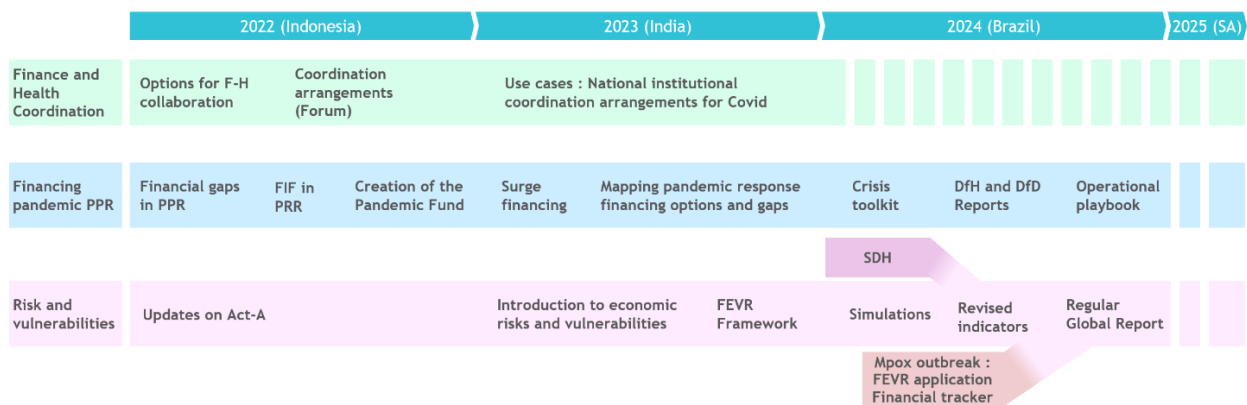 2022 (Indonesia)
2023 (India)
2024 (Brazil)
2025 (SA)
Finance and
Health
Coordination
Options for F-H
collaboration
Coordination
arrangements
(Forum)
Use cases : National institutional
coordination arrangements for Covid
Financing
pandemic PPR
Financial gaps
in PPR
FIF in
PRR
Creation of the
Pandemic Fund
Surge
financing
Mapping pandemic response
financing options and gaps
Crisis
toolkit
DfH and DfD
Reports
Operational
playbook
SDH
Risk and
vulnerabilities
Updates on Act-A
Introduction to economic
risks and vulnerabilities
FEVR
Framework
Simulations
Revised
indicators
Regular
Global Report
Mpox outbreak :
FEVR application
Financial tracker